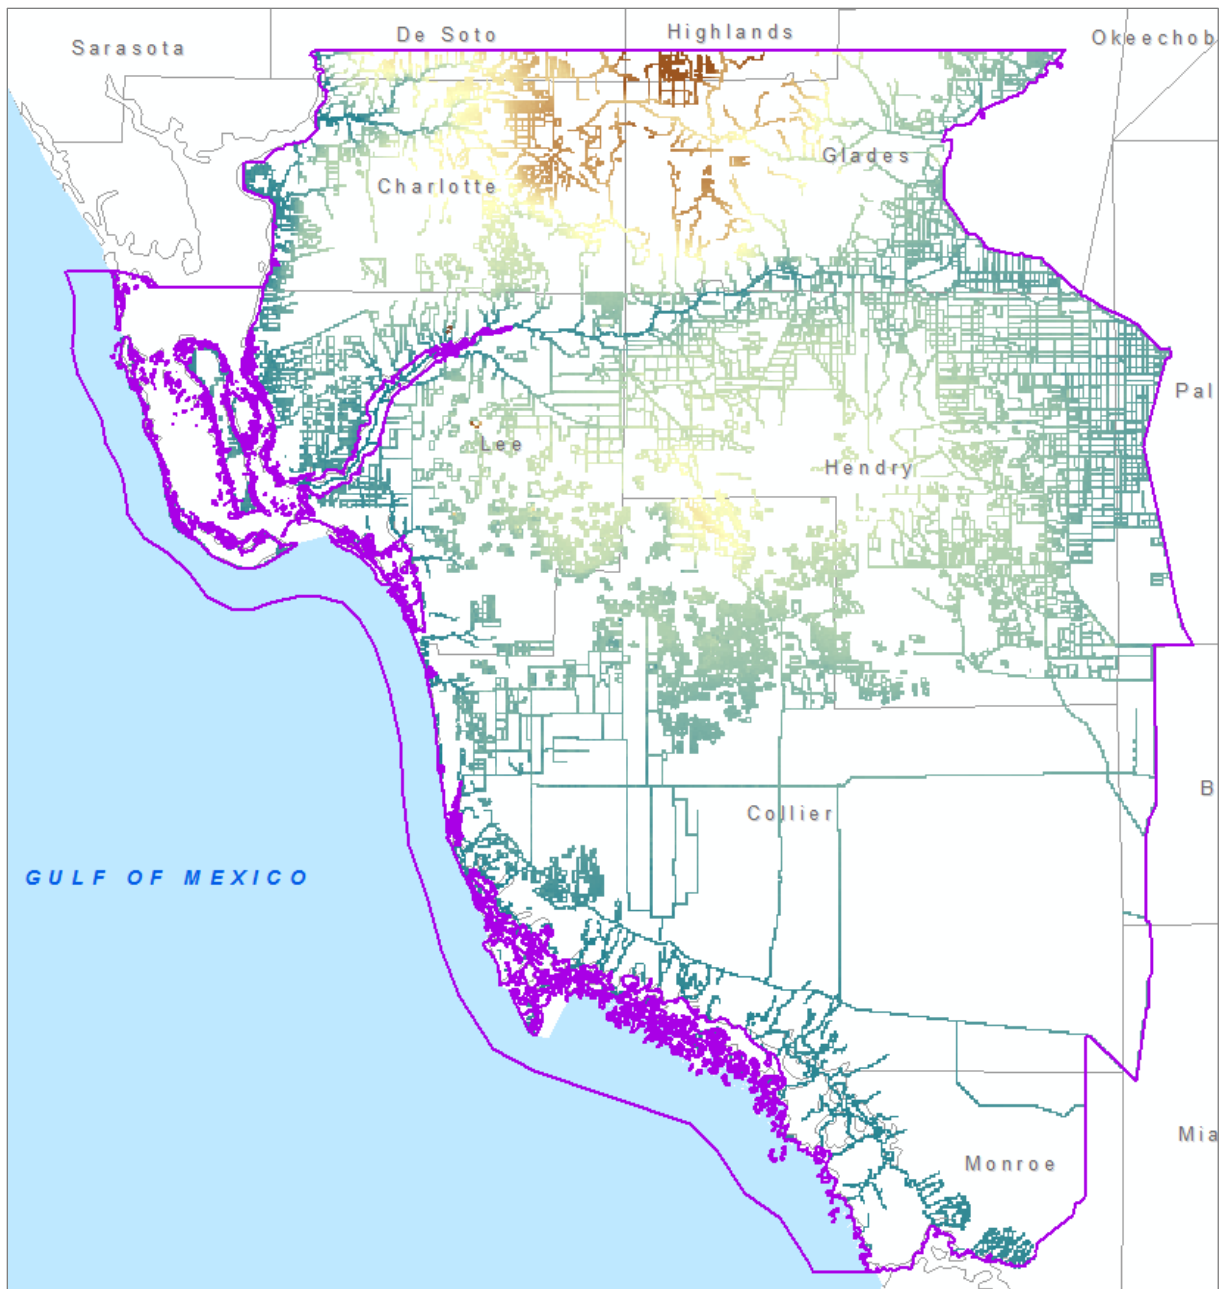 Sarasota
De Soto
Highlands
Okeechob
Glades
Charlotte
Pal
Lee
Hendry
B
Collier
GULF OF MEXICO
Mia
Monroe